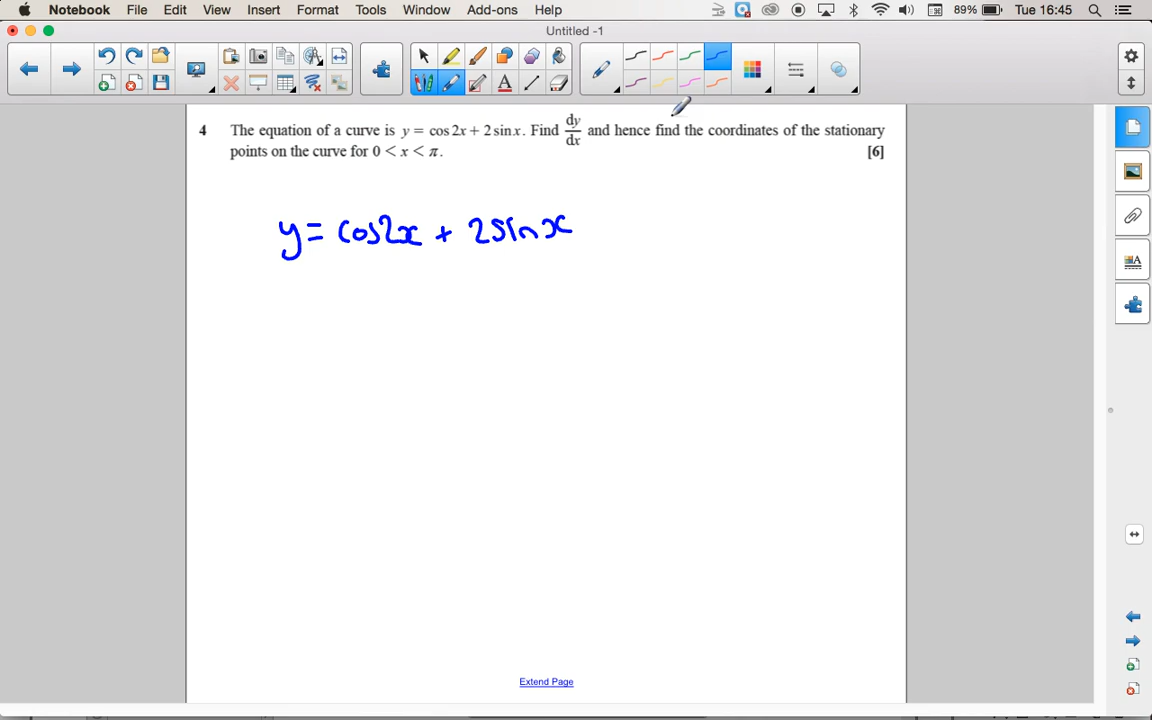 Notebook File Edit View Insert Format Tools Window Add-ons Help 89% Tue 16:45
Untitled -1
4 The equation of a curve is y = cos 2x + 2 sin x. Find dy/dx and hence find the coordinates of the stationary
points on the curve for 0 < x < π. [6]
y = cos2x + 2sinx
Extend Page